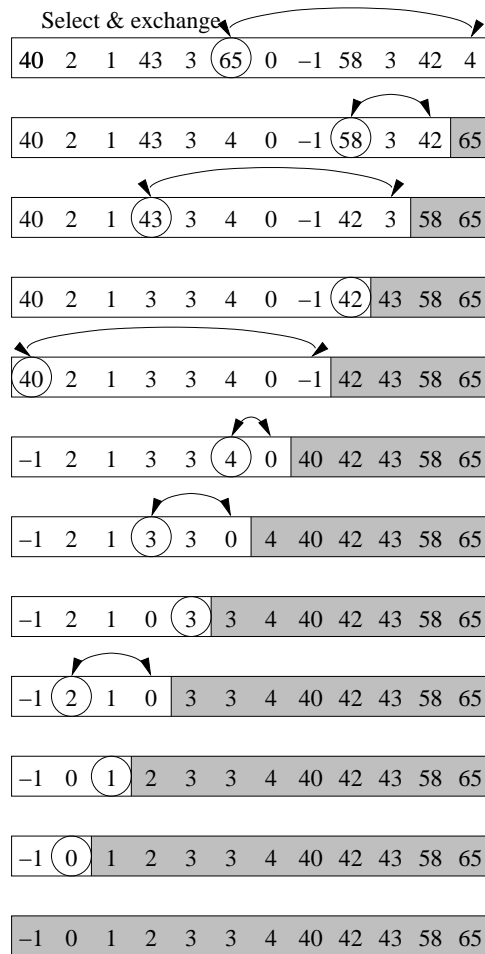 Select & exchange
40 2 1 43 3 65 0 –1 58 3 42 4
40 2 1 43 3 4 0 –1 58 3 42 65
40 2 1 43 3 4 0 –1 42 3 58 65
40 2 1 3 3 4 0 –1 42 43 58 65
40 2 1 3 3 4 0 –1 42 43 58 65
–1 2 1 3 3 4 0 40 42 43 58 65
–1 2 1 3 3 0 4 40 42 43 58 65
–1 2 1 0 3 3 4 40 42 43 58 65
–1 2 1 0 3 3 4 40 42 43 58 65
–1 0 1 2 3 3 4 40 42 43 58 65
–1 0 1 2 3 3 4 40 42 43 58 65
–1 0 1 2 3 3 4 40 42 43 58 65